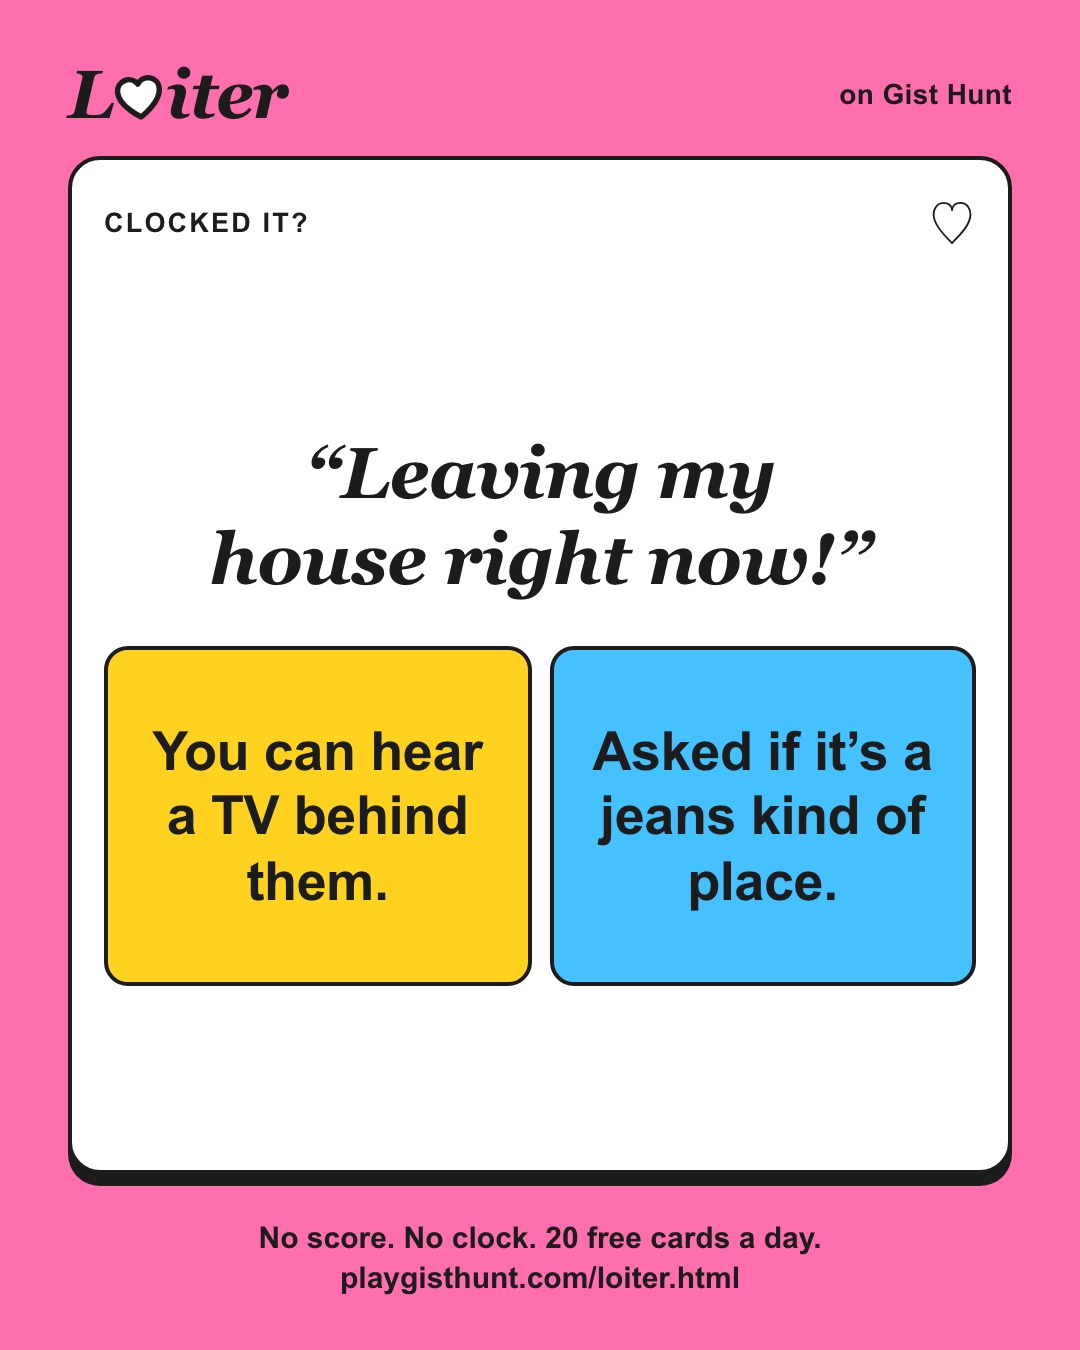 Loiter
on Gist Hunt
CLOCKED IT?
“Leaving my
house right now!”
You can hear
a TV behind
them.
Asked if it’s a
jeans kind of
place.
No score. No clock. 20 free cards a day.
playgisthunt.com/loiter.html